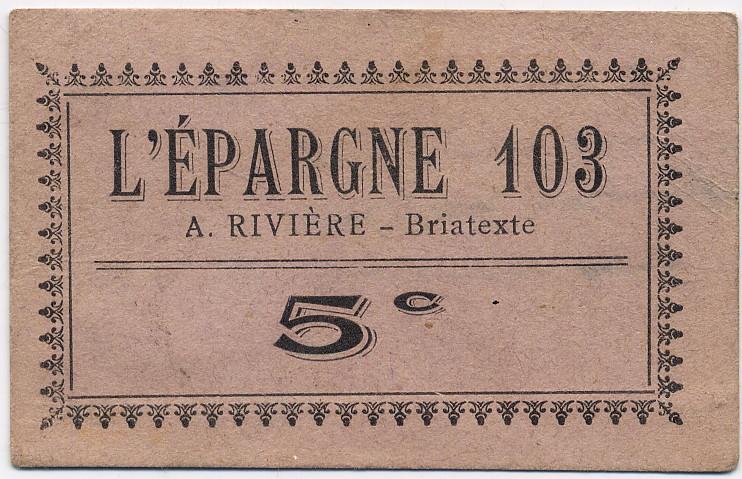 L'ÉPARGNE 103
A. RIVIÈRE – Briatexte
5c